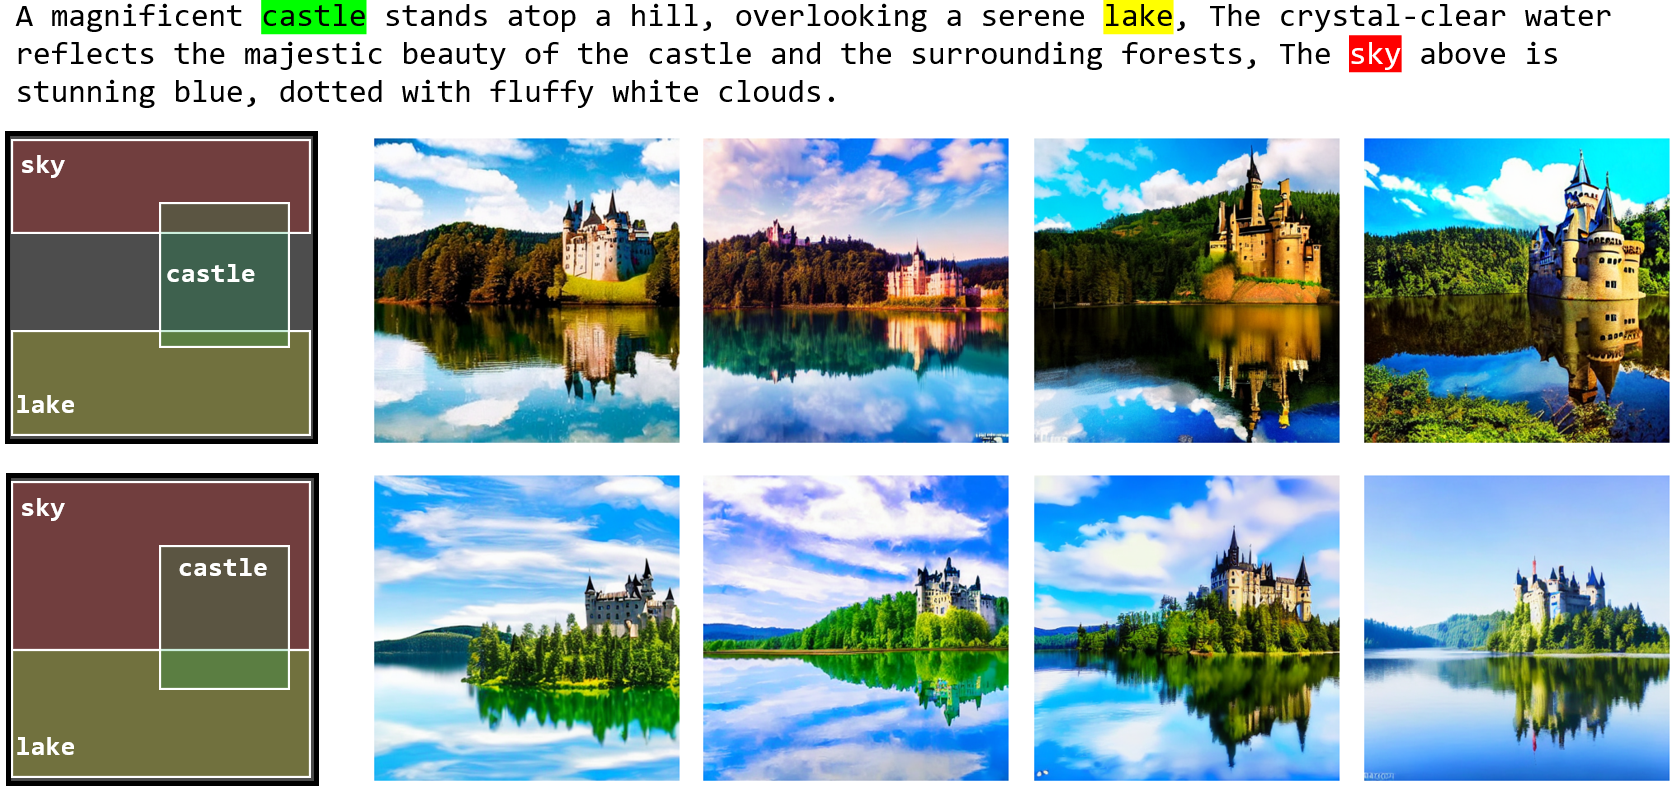 A magnificent castle stands atop a hill, overlooking a serene lake, The crystal-clear water
reflects the majestic beauty of the castle and the surrounding forests, The sky above is
stunning blue, dotted with fluffy white clouds.
sky
castle
lake
sky
castle
lake